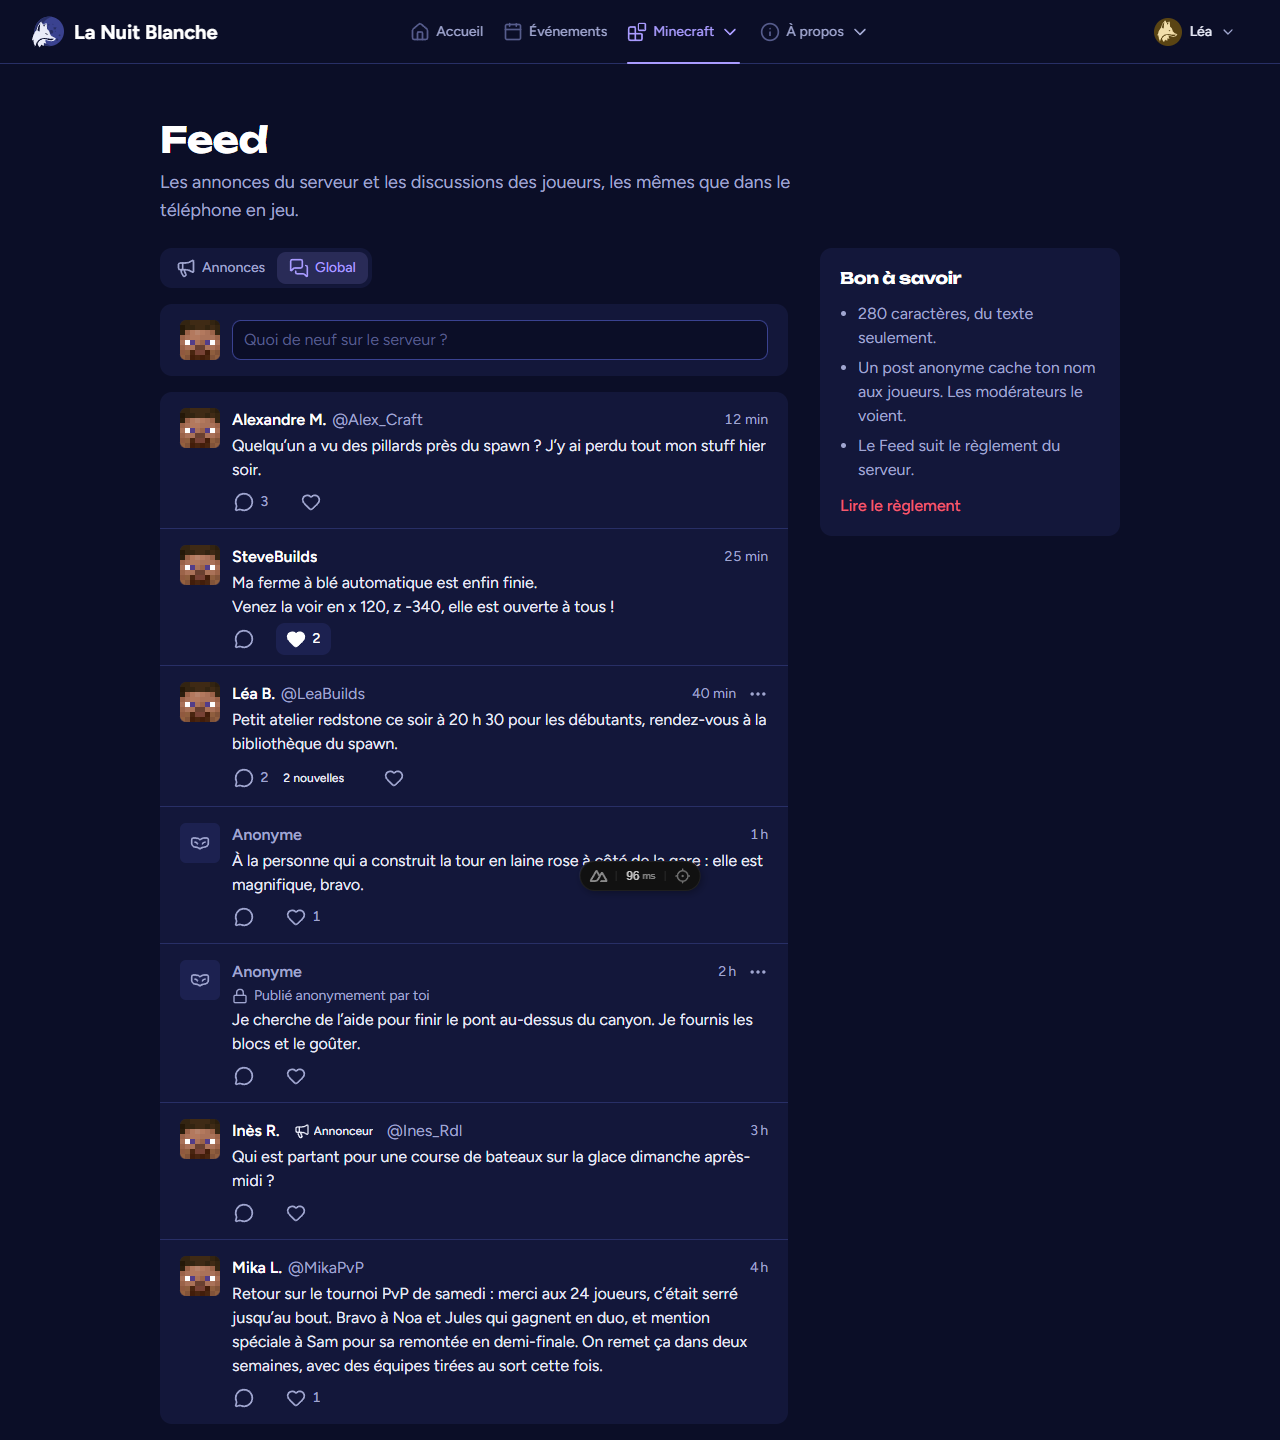 La Nuit Blanche
Accueil
Événements
Minecraft
À propos
Léa
Feed
Les annonces du serveur et les discussions des joueurs, les mêmes que dans le
téléphone en jeu.
Annonces
Global
Quoi de neuf sur le serveur ?
Alexandre M. @Alex_Craft 12 min
Quelqu’un a vu des pillards près du spawn ? J’y ai perdu tout mon stuff hier
soir.
3
SteveBuilds 25 min
Ma ferme à blé automatique est enfin finie.
Venez la voir en x 120, z -340, elle est ouverte à tous !
2
Léa B. @LeaBuilds 40 min
Petit atelier redstone ce soir à 20 h 30 pour les débutants, rendez-vous à la
bibliothèque du spawn.
2 2 nouvelles
Anonyme 1 h
À la personne qui a construit la tour en laine rose à côté de la gare : elle est
magnifique, bravo.
96 ms
1
Anonyme 2 h
Publié anonymement par toi
Je cherche de l’aide pour finir le pont au-dessus du canyon. Je fournis les
blocs et le goûter.
Inès R. Annonceur @Ines_Rdl 3 h
Qui est partant pour une course de bateaux sur la glace dimanche après-
midi ?
Mika L. @MikaPvP 4 h
Retour sur le tournoi PvP de samedi : merci aux 24 joueurs, c’était serré
jusqu’au bout. Bravo à Noa et Jules qui gagnent en duo, et mention
spéciale à Sam pour sa remontée en demi-finale. On remet ça dans deux
semaines, avec des équipes tirées au sort cette fois.
1
Bon à savoir
• 280 caractères, du texte
seulement.
• Un post anonyme cache ton nom
aux joueurs. Les modérateurs le
voient.
• Le Feed suit le règlement du
serveur.
Lire le règlement